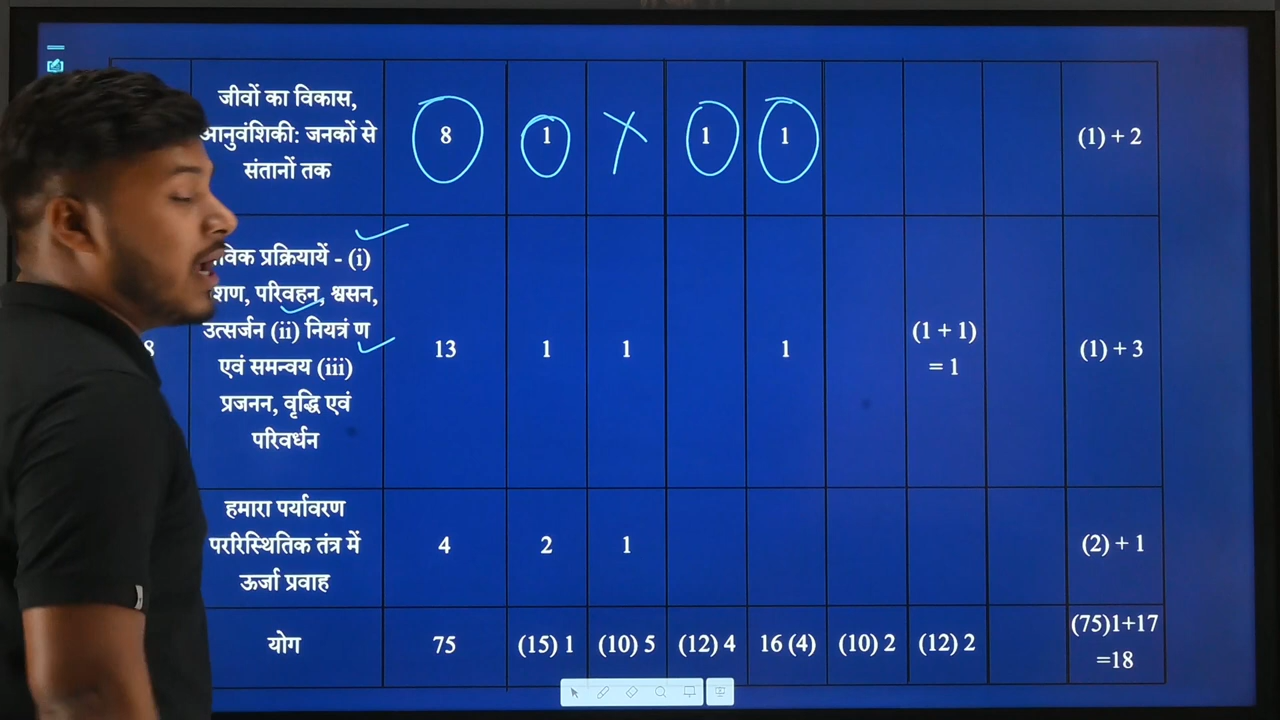 जीवों का विकास,
आनुवंशिकी: जनकों से
संतानों तक
8
1
1
1
(1) + 2
8
प्रक्रियायें - (i)
परिवहन, श्वसन,
उत्सर्जन (ii) नियत्रं ण
एवं समन्वय (iii)
प्रजनन, वृद्धि एवं
परिवर्धन
13
1
1
1
(1 + 1)
= 1
(1) + 3
हमारा पर्यावरण
पररिस्थितिक तंत्र में
ऊर्जा प्रवाह
4
2
1
(2) + 1
योग
75
(15) 1
(10) 5
(12) 4
16 (4)
(10) 2
(12) 2
(75)1+17
=18